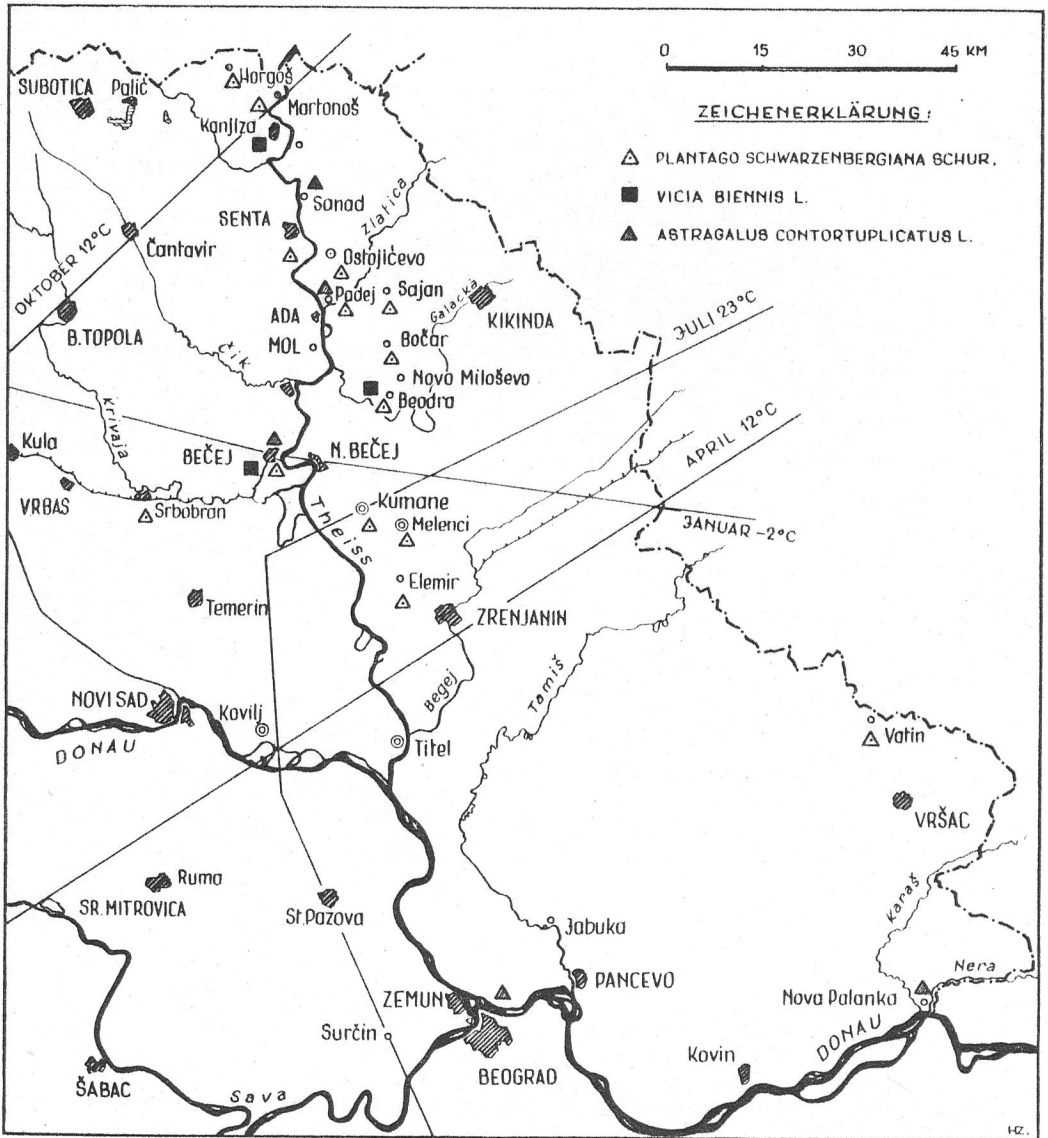 0 15 30 45 KM
ZEICHENERKLÄRUNG:
PLANTAGO SCHWARZENBERGIANA SCHUR.
VICIA BIENNIS L.
ASTRAGALUS CONTORTUPLICATUS L.
Horgoš
SUBOTICA
Palić
Martonoš
Kanjiza
Sanad
Zlatica
SENTA
Čantavir
OKTOBER 12°C
Ostojićevo
Padej
Sajan
Galacka
KIKINDA
JULI 23°C
B.TOPOLA
ADA
MOL
Bočar
Čik
Novo Miloševo
Beodra
Krivaja
APRIL 12°C
Kula
BEČEJ
N.BEČEJ
VRBAS
Srbobran
Theiss
Kumane
Melenci
JANUAR -2°C
Elemir
Temerin
ZRENJANIN
Begej
Tamiš
NOVI SAD
Kovilj
Titel
DONAU
Vatin
VRŠAC
Ruma
SR. MITROVICA
St.Pazova
Karaš
Jabuka
Nera
PANCEVO
ZEMUN
Nova Palanka
Surčin
DONAU
Kovin
ŠABAC
BEOGRAD
Sava
HZ.